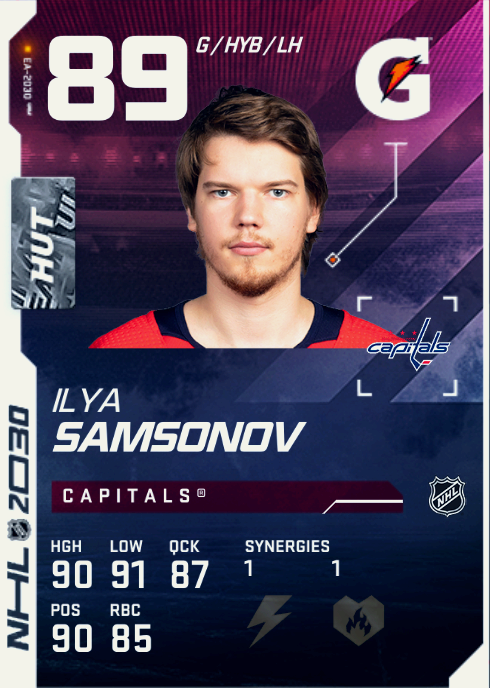 89
G / HYB / LH
G
EA-2030
HUT
capitals
ILYA
SAMSONOV
CAPITALS®
NHL
NHL 2030
HGH LOW QCK SYNERGIES
90 91 87 1 1
POS RBC
90 85